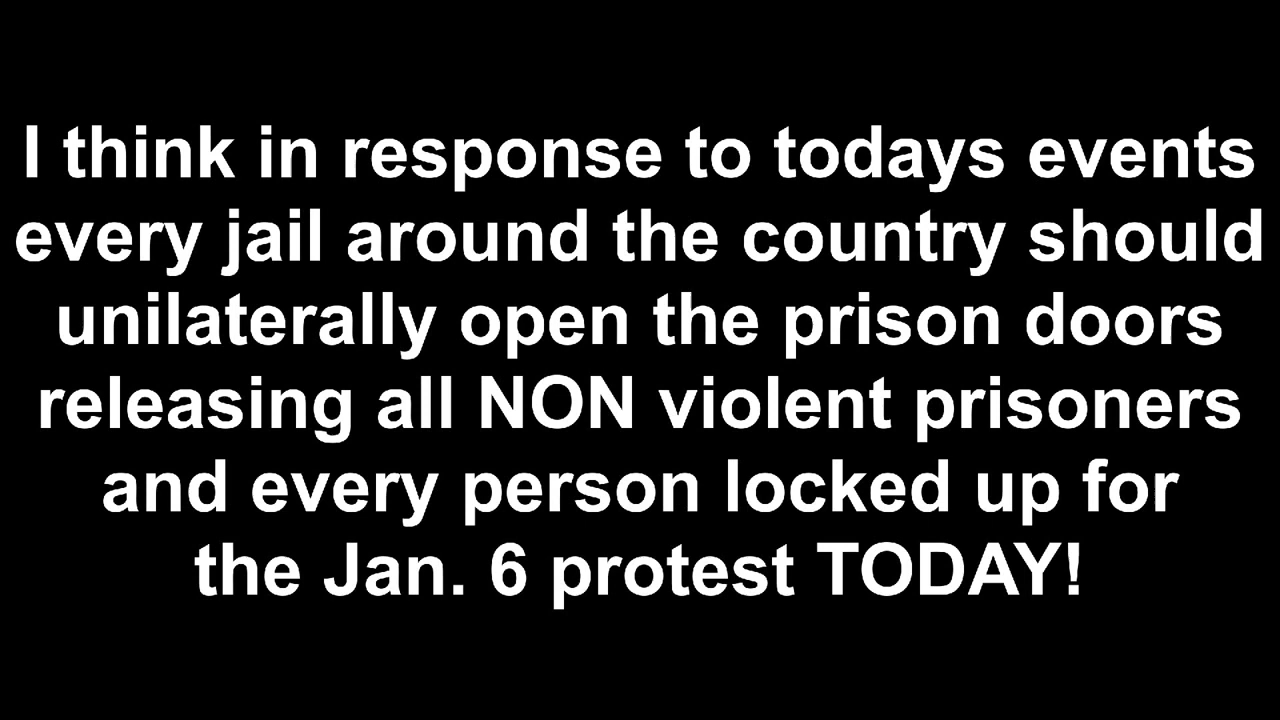 I think in response to todays events
every jail around the country should
unilaterally open the prison doors
releasing all NON violent prisoners
and every person locked up for
the Jan. 6 protest TODAY!